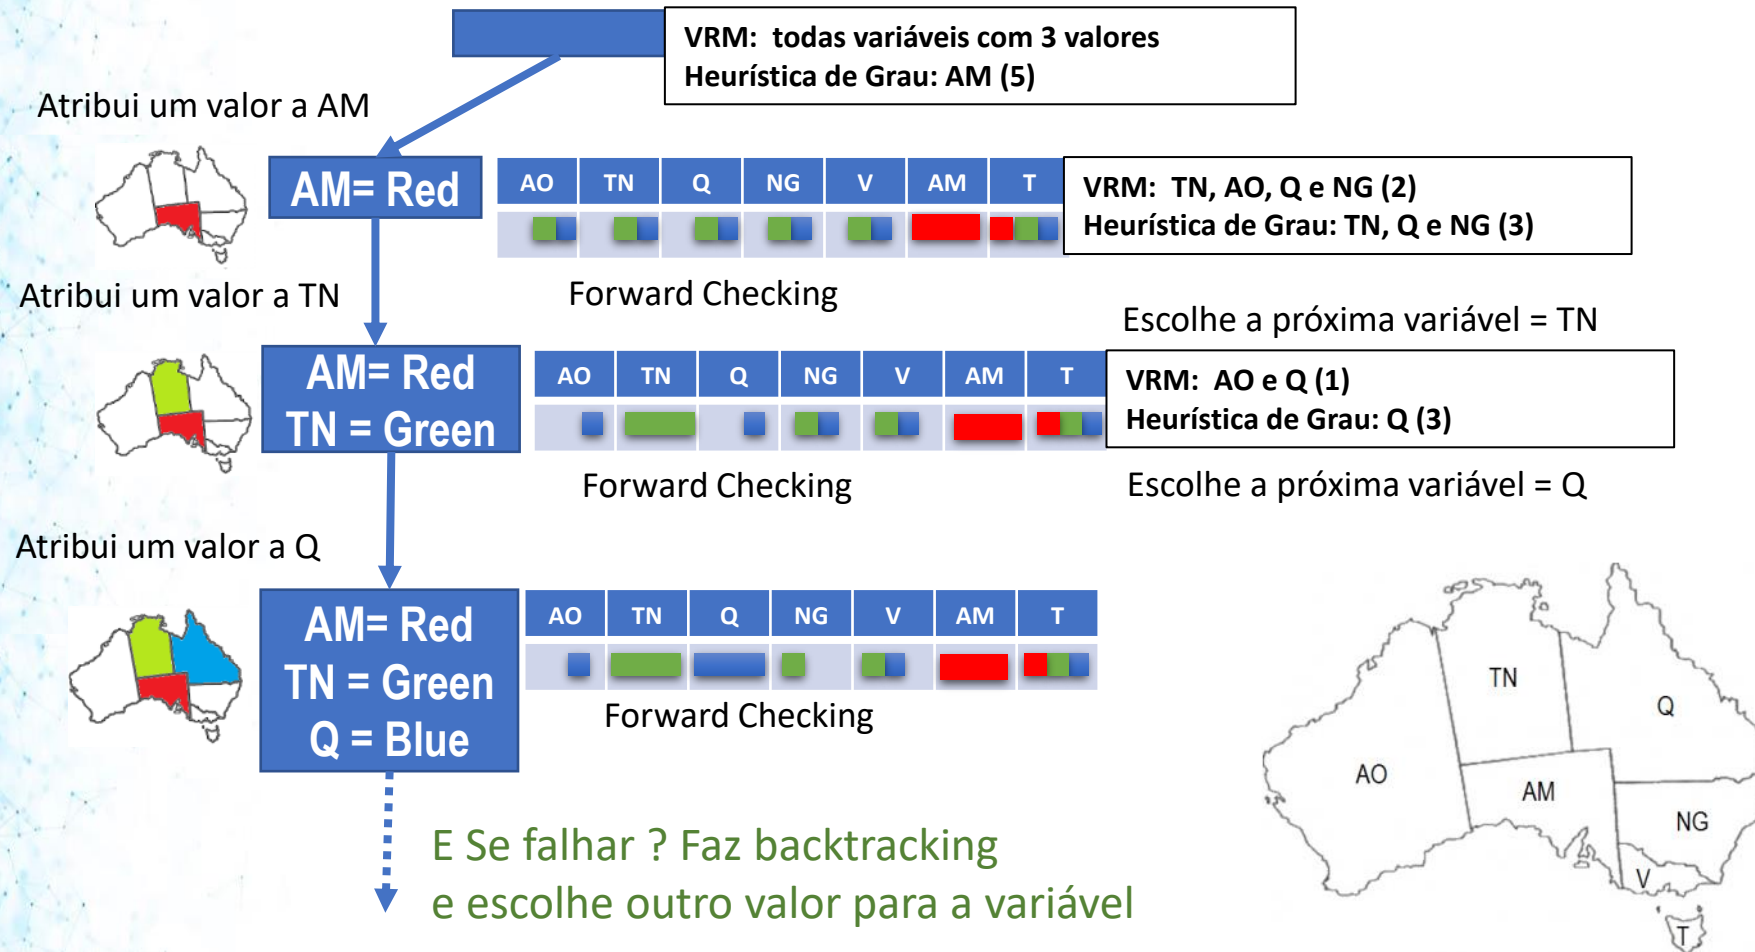 VRM: todas variáveis com 3 valores
Heurística de Grau: AM (5)
Atribui um valor a AM
AM= Red
AO TN Q NG V AM T
VRM: TN, AO, Q e NG (2)
Heurística de Grau: TN, Q e NG (3)
Forward Checking
Atribui um valor a TN
Escolhe a próxima variável = TN
AM= Red
TN = Green
AO TN Q NG V AM T
VRM: AO e Q (1)
Heurística de Grau: Q (3)
Forward Checking
Escolhe a próxima variável = Q
Atribui um valor a Q
AM= Red
TN = Green
Q = Blue
AO TN Q NG V AM T
Forward Checking
E Se falhar ? Faz backtracking
e escolhe outro valor para a variável
TN
Q
AO
AM
NG
V
T